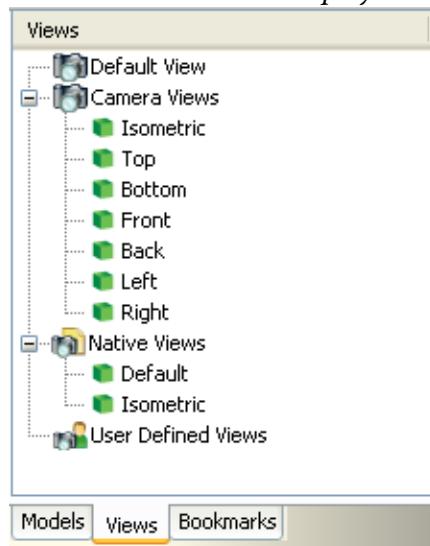 Views
Default View
Camera Views
Isometric
Top
Bottom
Front
Back
Left
Right
Native Views
Default
Isometric
User Defined Views
Models Views Bookmarks